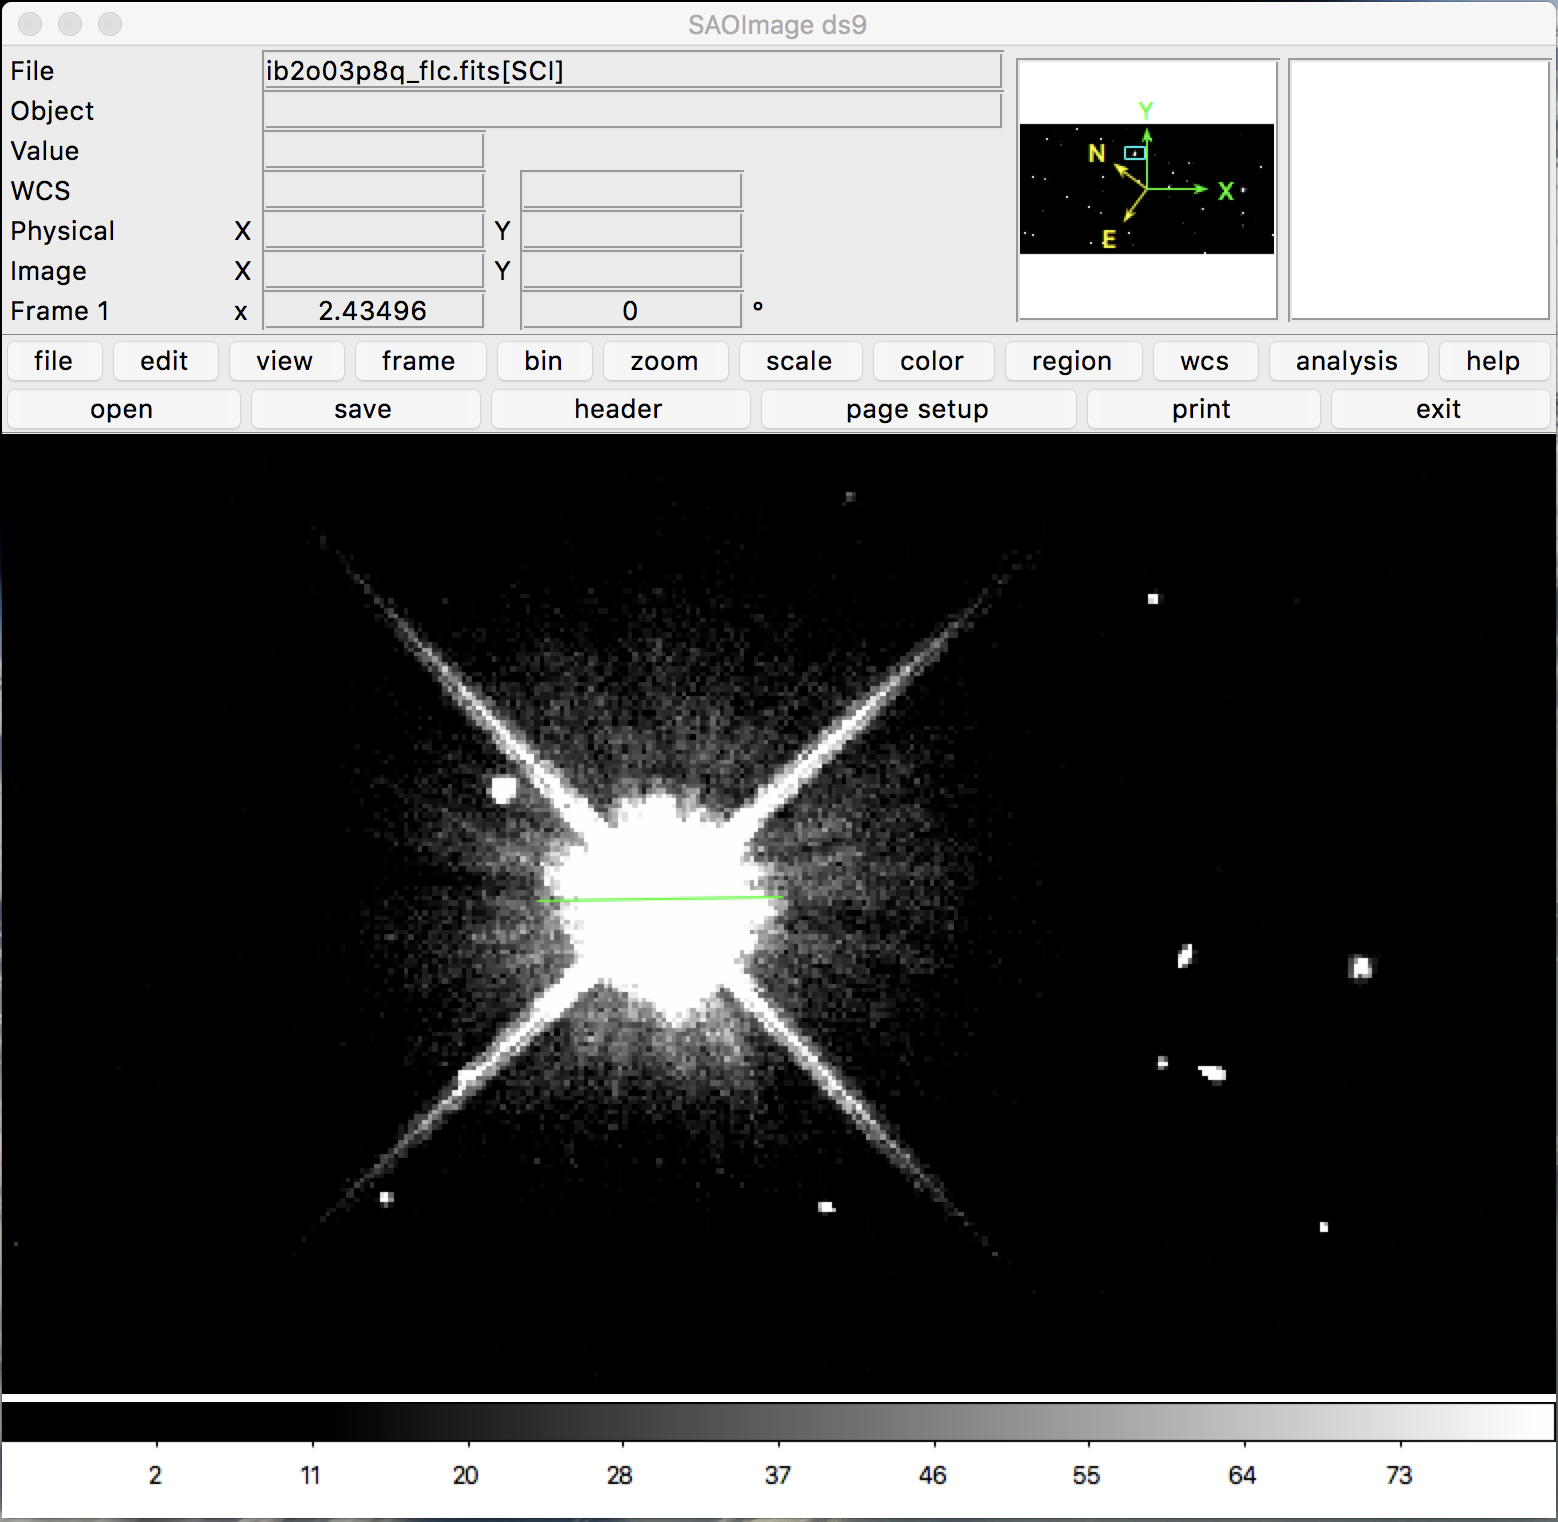 SAOImage ds9
File ib2o03p8q_flc.fits[SCI]
Object
Value
WCS
Physical X Y
Image X Y
Frame 1 x 2.43496 0 °
Y
N
X
E
file edit view frame bin zoom scale color region wcs analysis help
open save header page setup print exit
2 11 20 28 37 46 55 64 73